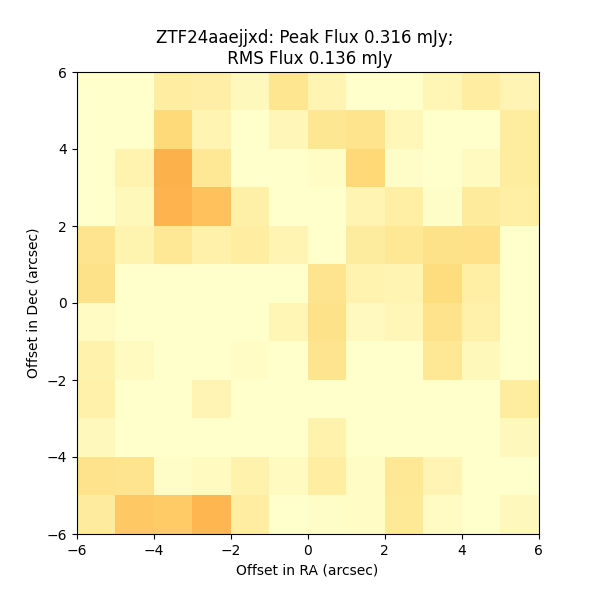 ZTF24aaejjxd: Peak Flux 0.316 mJy;
RMS Flux 0.136 mJy
6
4
2
0
−2
−4
−6
Offset in Dec (arcsec)
−6 −4 −2 0 2 4 6
Offset in RA (arcsec)